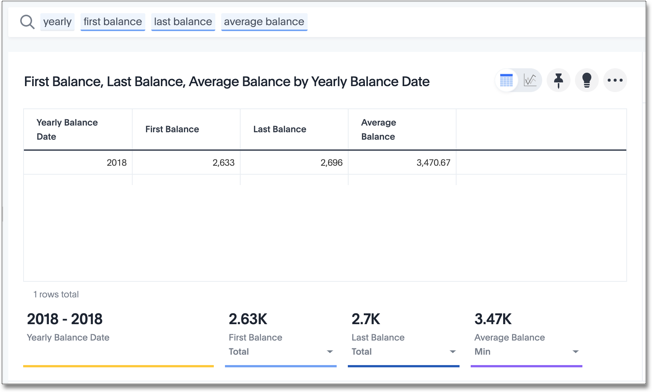 yearly first balance last balance average balance
First Balance, Last Balance, Average Balance by Yearly Balance Date
Yearly Balance Date First Balance Last Balance Average Balance
2018 2,633 2,696 3,470.67
1 rows total
2018 - 2018 2.63K 2.7K 3.47K
Yearly Balance Date First Balance Last Balance Average Balance
Total Total Min